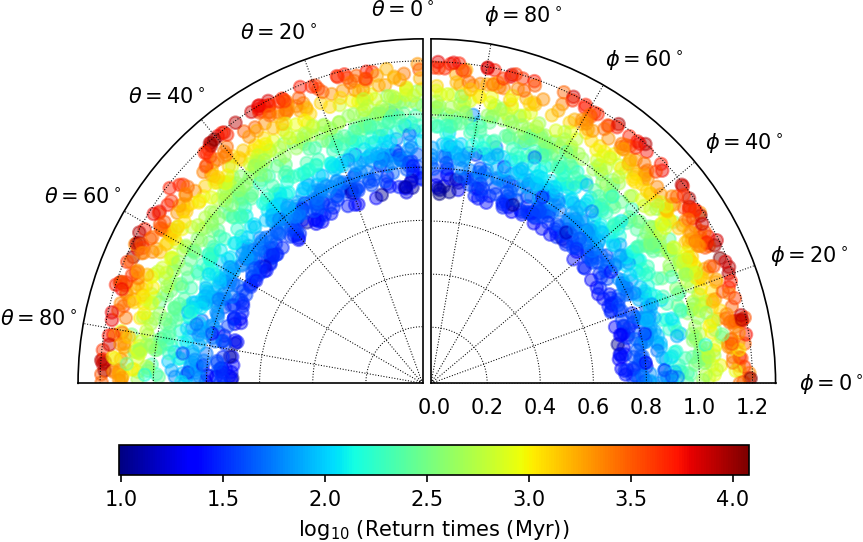 θ = 0°
ϕ = 80°
θ = 20°
ϕ = 60°
θ = 40°
ϕ = 40°
θ = 60°
ϕ = 20°
θ = 80°
ϕ = 0°
0.0 0.2 0.4 0.6 0.8 1.0 1.2
1.0 1.5 2.0 2.5 3.0 3.5 4.0
log₁₀ (Return times (Myr))